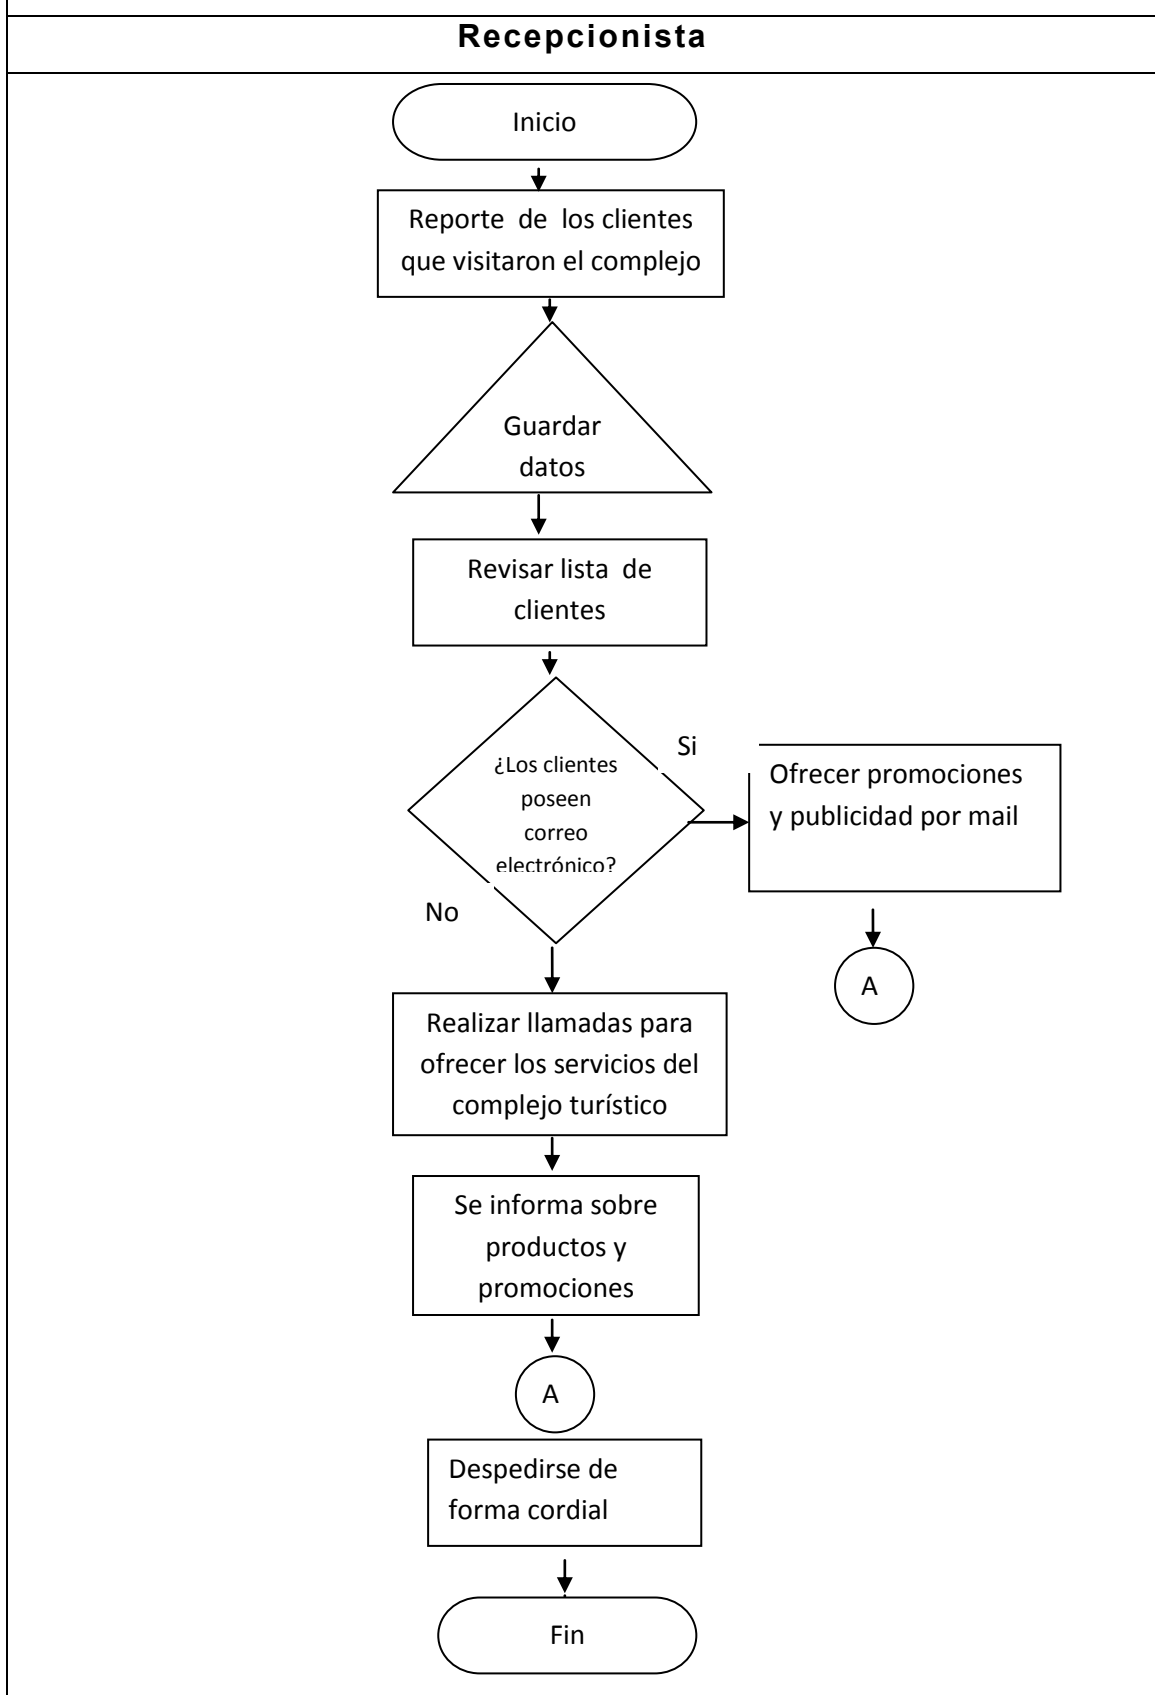 Recepcionista
Inicio
Reporte de los clientes
que visitaron el complejo
Guardar
datos
Revisar lista de
clientes
¿Los clientes
poseen
correo
electrónico?
Si
Ofrecer promociones
y publicidad por mail
No
A
Realizar llamadas para
ofrecer los servicios del
complejo turístico
Se informa sobre
productos y
promociones
A
Despedirse de
forma cordial
Fin